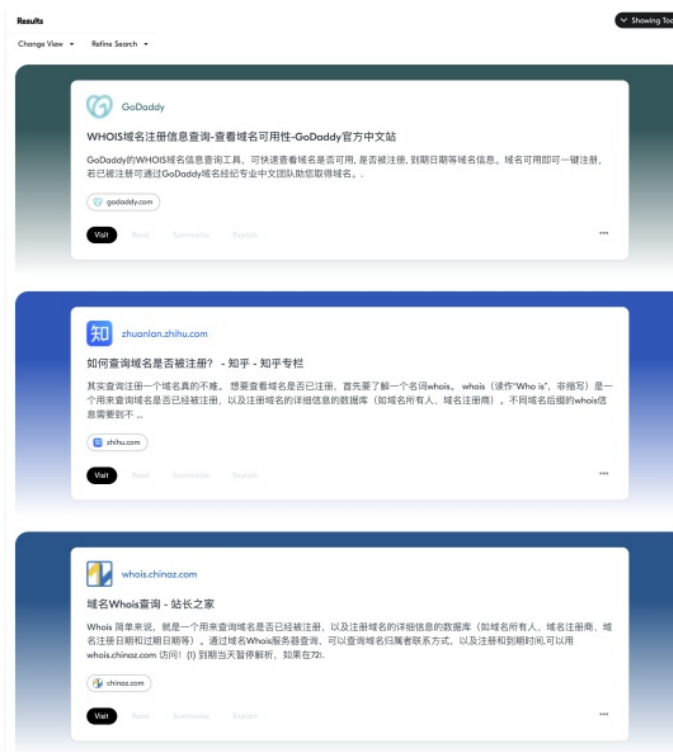 Results
Showing Too
Change View
Refine Search
GoDaddy
WHOIS域名注册信息查询-查看域名可用性-GoDaddy官方中文站
GoDaddy的WHOIS域名信息查询工具，可快速查看域名是否可用, 是否被注册, 到期日期等域名信息。域名可用即可一键注册，
若已被注册可通过GoDaddy域名经纪专业中文团队助您取得域名。.
godaddy.com
Visit Read Summarise Explain
知 zhuanlan.zhihu.com
如何查询域名是否被注册？ - 知乎 - 知乎专栏
其实查询注册一个域名真的不难。 想要查看域名是否已注册，首先要了解一个名词whois。 whois（读作“Who is”，非缩写）是一
个用来查询域名是否已经被注册，以及注册域名的详细信息的数据库（如域名所有人、域名注册商）。不同域名后缀的whois信
息需要到不 ...
知 zhihu.com
Visit Read Summarise Explain
whois.chinaz.com
域名Whois查询 - 站长之家
Whois 简单来说，就是一个用来查询域名是否已经被注册，以及注册域名的详细信息的数据库（如域名所有人、域名注册商、域
名注册日期和过期日期等）。通过域名Whois服务器查询，可以查询域名归属者联系方式，以及注册和到期时间,可以用
whois.chinaz.com 访问！(1) 到期当天暂停解析，如果在72!.
chinaz.com
Visit Read Summarise Explain